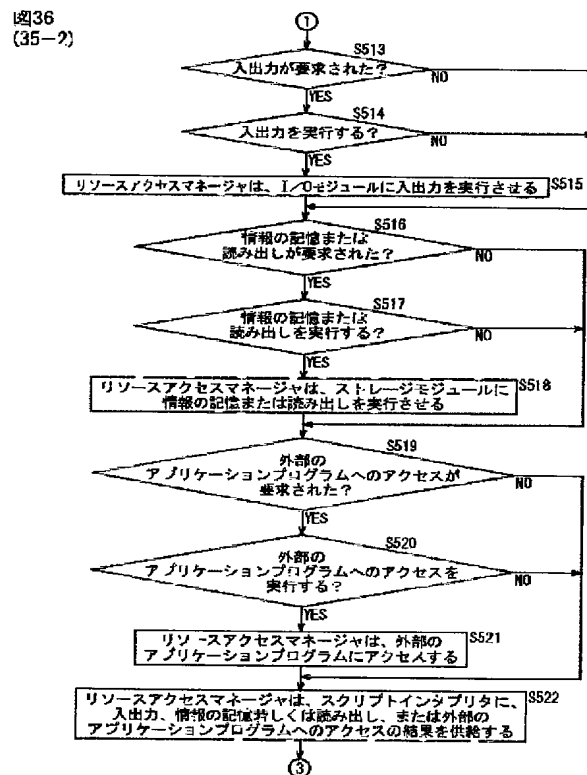 図36
(35-2)
①
S513
入出力が要求された?
NO
YES
S514
入出力を実行する?
NO
YES
リソースアクセスマネージャは、I/Oモジュールに入出力を実行させる
S515
S516
情報の記憶または
読み出しが要求された?
NO
YES
S517
情報の記憶または
読み出しを実行する?
NO
YES
リソースアクセスマネージャは、ストレージモジュールに
情報の記憶または読み出しを実行させる
S518
S519
外部の
アプリケーションプログラムへのアクセスが
要求された?
NO
YES
S520
外部の
アプリケーションプログラムへのアクセスを
実行する?
NO
YES
リソースアクセスマネージャは、外部の
アプリケーションプログラムにアクセスする
S521
リソースアクセスマネージャは、スクリプトインタプリタに、
入出力、情報の記憶若しくは読み出し、または外部の
アプリケーションプログラムへのアクセスの結果を供給する
S522
③